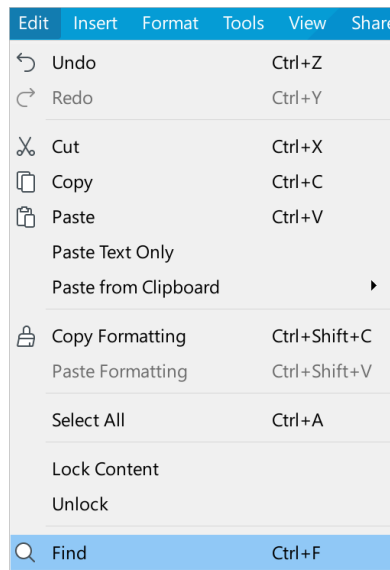 Edit Insert Format Tools View Share
Undo Ctrl+Z
Redo Ctrl+Y
Cut Ctrl+X
Copy Ctrl+C
Paste Ctrl+V
Paste Text Only
Paste from Clipboard
Copy Formatting Ctrl+Shift+C
Paste Formatting Ctrl+Shift+V
Select All Ctrl+A
Lock Content
Unlock
Find Ctrl+F